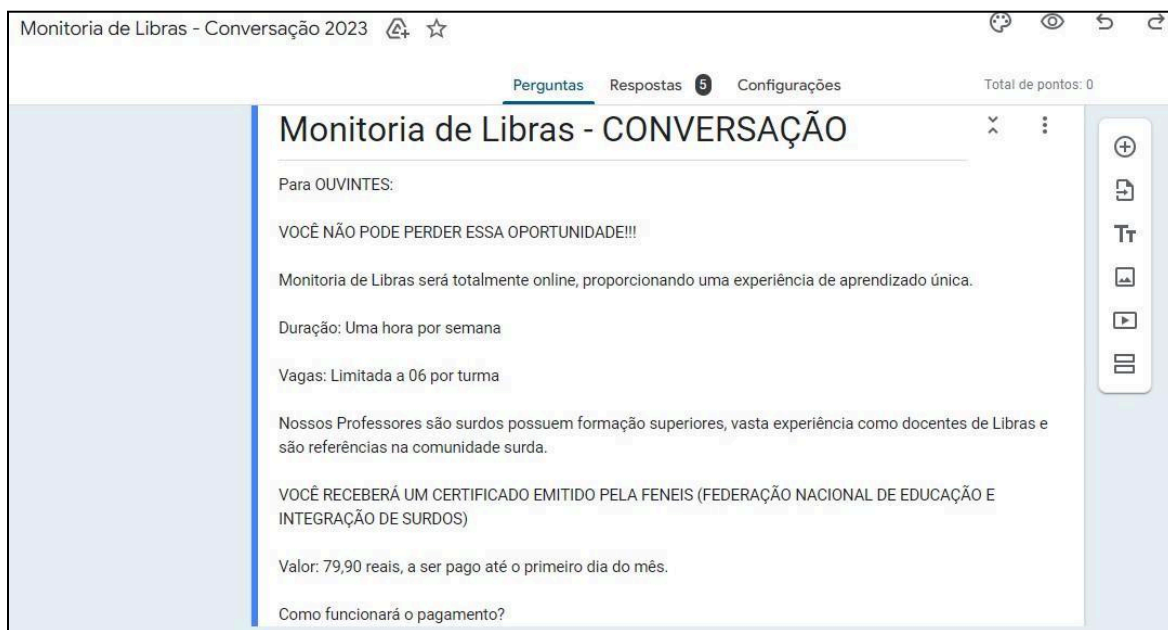 Monitoria de Libras - Conversação 2023
Perguntas
Respostas 5
Configurações
Total de pontos: 0
Monitoria de Libras - CONVERSAÇÃO
Para OUVINTES:
VOCÊ NÃO PODE PERDER ESSA OPORTUNIDADE!!!
Monitoria de Libras será totalmente online, proporcionando uma experiência de aprendizado única.
Duração: Uma hora por semana
Vagas: Limitada a 06 por turma
Nossos Professores são surdos possuem formação superiores, vasta experiência como docentes de Libras e
são referências na comunidade surda.
VOCÊ RECEBERÁ UM CERTIFICADO EMITIDO PELA FENEIS (FEDERAÇÃO NACIONAL DE EDUCAÇÃO E
INTEGRAÇÃO DE SURDOS)
Valor: 79,90 reais, a ser pago até o primeiro dia do mês.
Como funcionará o pagamento?
Tт